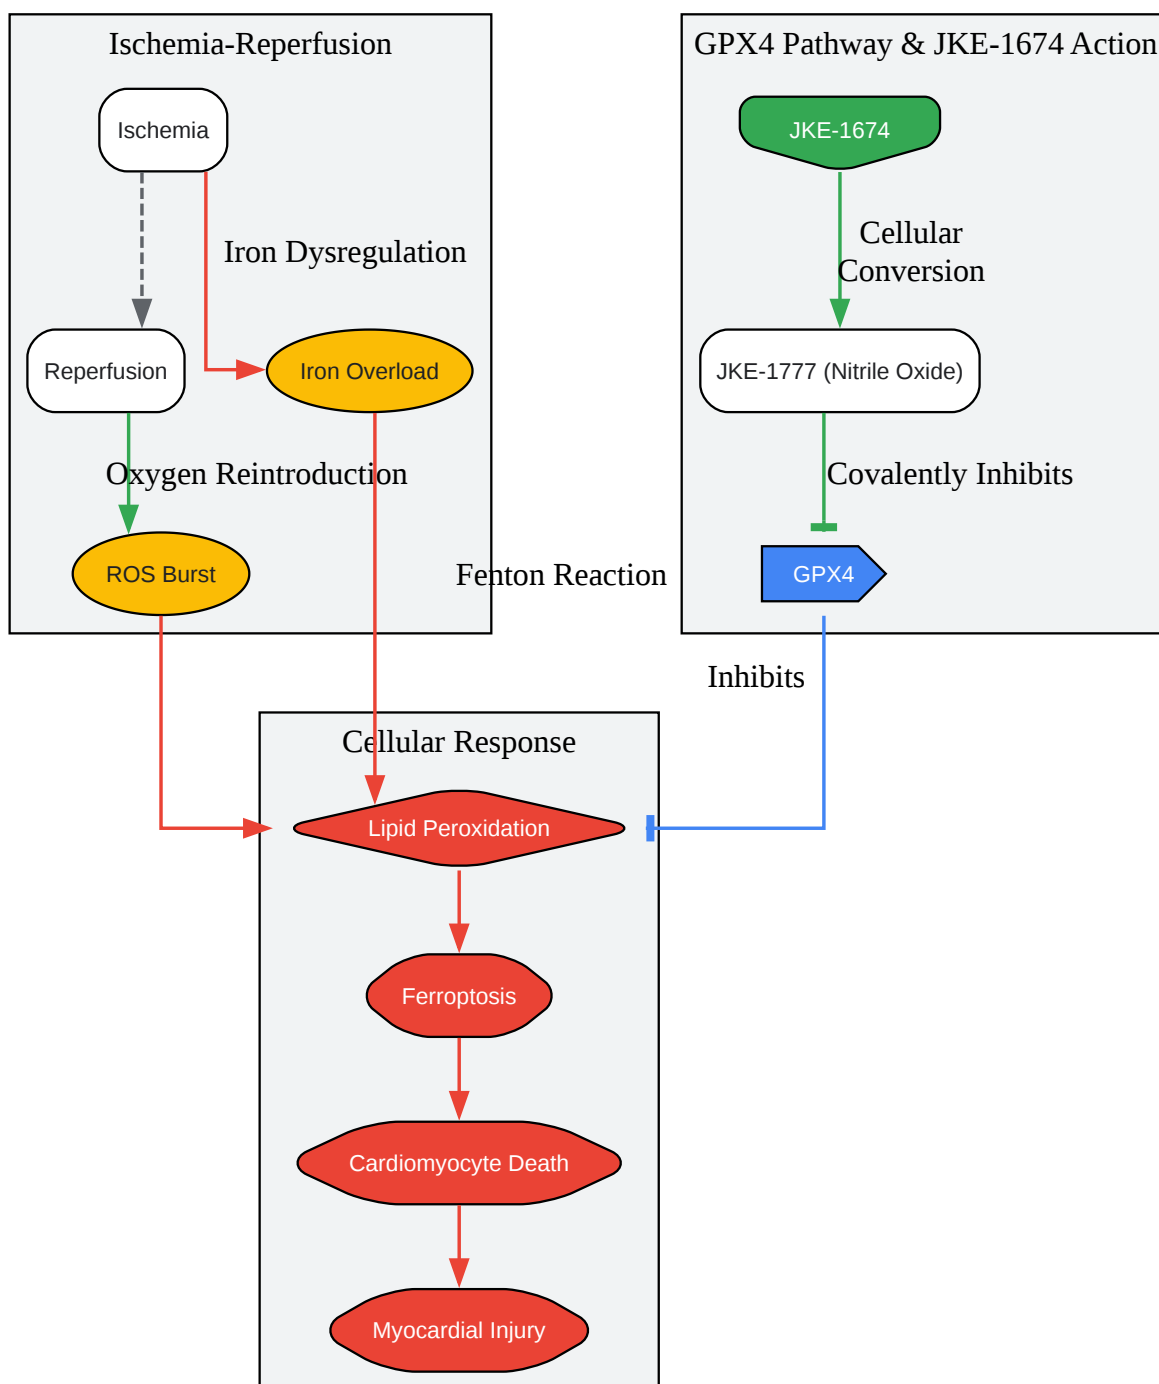 Ischemia-Reperfusion
Ischemia
Iron Dysregulation
Reperfusion
Iron Overload
Oxygen Reintroduction
ROS Burst
Fenton Reaction
GPX4 Pathway & JKE-1674 Action
JKE-1674
Cellular
Conversion
JKE-1777 (Nitrile Oxide)
Covalently Inhibits
GPX4
Inhibits
Cellular Response
Lipid Peroxidation
Ferroptosis
Cardiomyocyte Death
Myocardial Injury